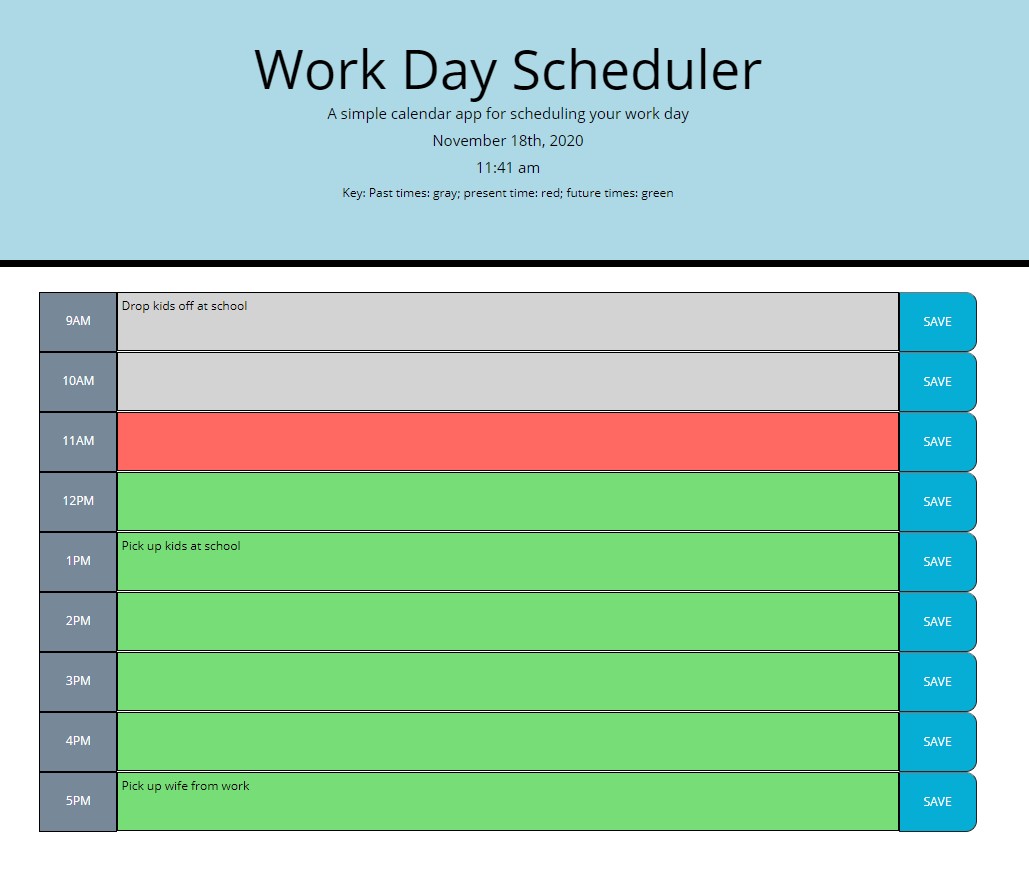 Work Day Scheduler
A simple calendar app for scheduling your work day
November 18th, 2020
11:41 am
Key: Past times: gray; present time: red; future times: green
9AM Drop kids off at school SAVE
10AM SAVE
11AM SAVE
12PM SAVE
1PM Pick up kids at school SAVE
2PM SAVE
3PM SAVE
4PM SAVE
5PM Pick up wife from work SAVE